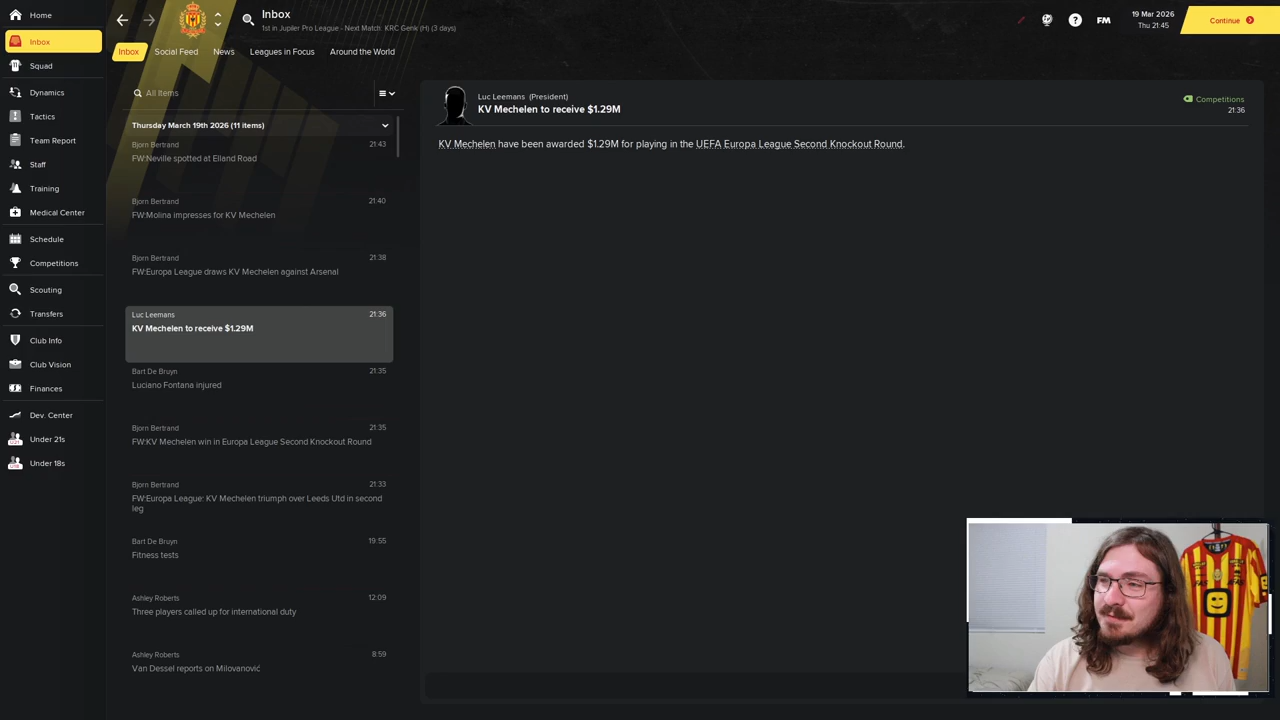 Home
Inbox
Squad
Dynamics
Tactics
Team Report
Staff
Training
Medical Center
Schedule
Competitions
Scouting
Transfers
Club Info
Club Vision
Finances
Dev. Center
Under 21s
Under 18s
Inbox
1st in Jupiler Pro League - Next Match KRC Genk (H) (3 days)
FM
19 Mar 2026
Thu 21:45
Continue
Inbox
Social Feed
News
Leagues in Focus
Around the World
All Items
Thursday March 19th 2026 (11 items)
Bjorn Bertrand 21:43
FW:Neville spotted at Elland Road
Bjorn Bertrand 21:40
FW:Molina impresses for KV Mechelen
Bjorn Bertrand 21:38
FW:Europa League draws KV Mechelen against Arsenal
Luc Leemans 21:36
KV Mechelen to receive $1.29M
Bart De Bruyn 21:35
Luciano Fontana injured
Bjorn Bertrand 21:35
FW:KV Mechelen win in Europa League Second Knockout Round
Bjorn Bertrand 21:33
FW:Europa League: KV Mechelen triumph over Leeds Utd in second
leg
Bart De Bruyn 19:55
Fitness tests
Ashley Roberts 12:09
Three players called up for international duty
Ashley Roberts 8:59
Van Dessel reports on Milovanović
Luc Leemans (President)
KV Mechelen to receive $1.29M
Competitions
21:36
KV Mechelen have been awarded $1.29M for playing in the UEFA Europa League Second Knockout Round.